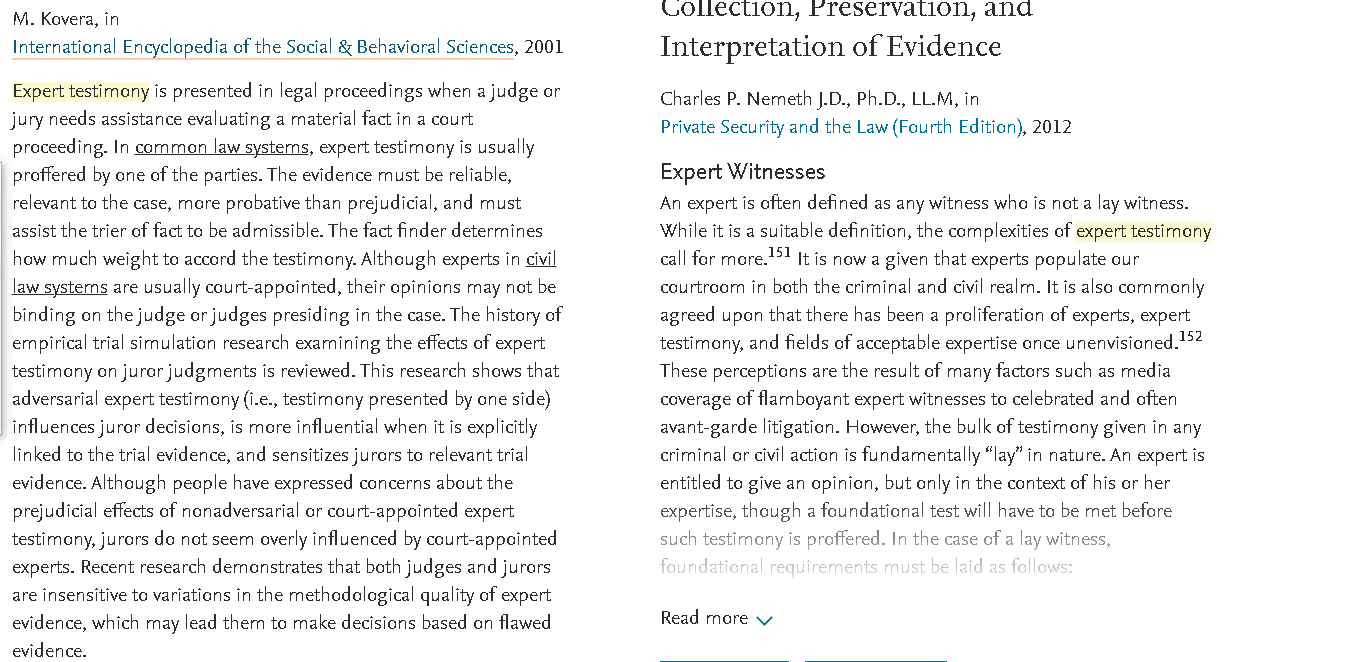 M. Kovera, in
International Encyclopedia of the Social & Behavioral Sciences, 2001
Expert testimony is presented in legal proceedings when a judge or
jury needs assistance evaluating a material fact in a court
proceeding. In common law systems, expert testimony is usually
proffered by one of the parties. The evidence must be reliable,
relevant to the case, more probative than prejudicial, and must
assist the trier of fact to be admissible. The fact finder determines
how much weight to accord the testimony. Although experts in civil
law systems are usually court-appointed, their opinions may not be
binding on the judge or judges presiding in the case. The history of
empirical trial simulation research examining the effects of expert
testimony on juror judgments is reviewed. This research shows that
adversarial expert testimony (i.e., testimony presented by one side)
influences juror decisions, is more influential when it is explicitly
linked to the trial evidence, and sensitizes jurors to relevant trial
evidence. Although people have expressed concerns about the
prejudicial effects of nonadversarial or court-appointed expert
testimony, jurors do not seem overly influenced by court-appointed
experts. Recent research demonstrates that both judges and jurors
are insensitive to variations in the methodological quality of expert
evidence, which may lead them to make decisions based on flawed
evidence.
Collection, Preservation, and
Interpretation of Evidence
Charles P. Nemeth J.D., Ph.D., LL.M, in
Private Security and the Law (Fourth Edition), 2012
Expert Witnesses
An expert is often defined as any witness who is not a lay witness.
While it is a suitable definition, the complexities of expert testimony
call for more.151 It is now a given that experts populate our
courtroom in both the criminal and civil realm. It is also commonly
agreed upon that there has been a proliferation of experts, expert
testimony, and fields of acceptable expertise once unenvisioned.152
These perceptions are the result of many factors such as media
coverage of flamboyant expert witnesses to celebrated and often
avant-garde litigation. However, the bulk of testimony given in any
criminal or civil action is fundamentally “lay” in nature. An expert is
entitled to give an opinion, but only in the context of his or her
expertise, though a foundational test will have to be met before
such testimony is proffered. In the case of a lay witness,
foundational requirements must be laid as follows:
Read more